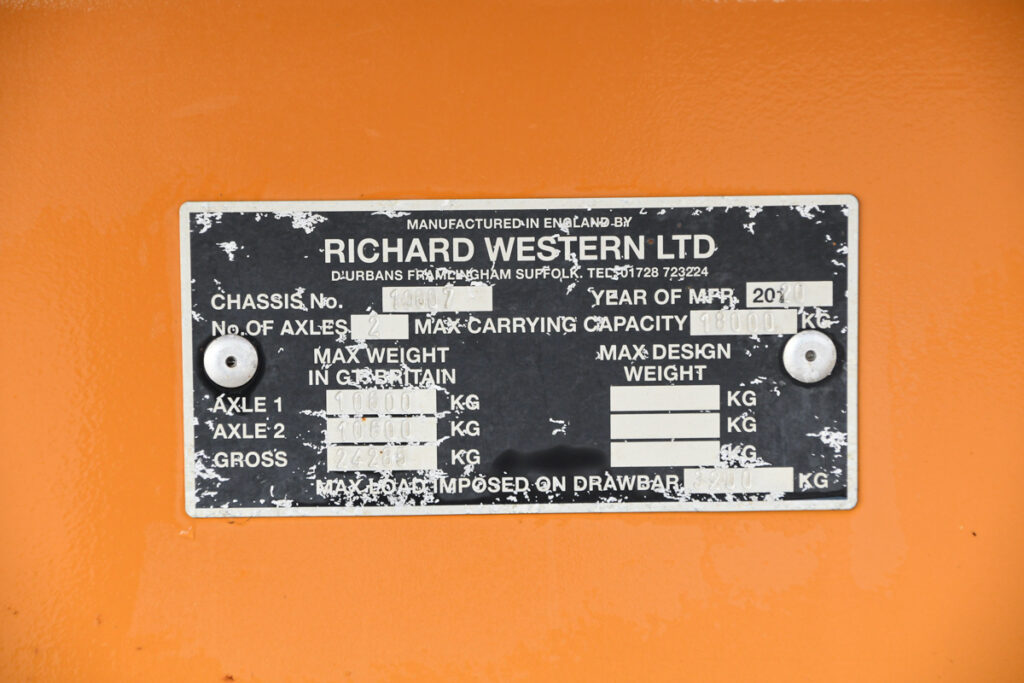 MANUFACTURED IN ENGLAND BY
RICHARD WESTERN LTD
D'URBANS FRAMLINGHAM SUFFOLK. TEL. 01728 723224
CHASSIS No. YEAR OF MFR. 201 20
No. OF AXLES 2 MAX CARRYING CAPACITY 18000 KG
MAX WEIGHT IN GT. BRITAIN MAX DESIGN WEIGHT
AXLE 1 KG KG
AXLE 2 KG KG
GROSS KG KG
MAX LOAD IMPOSED ON DRAWBAR KG